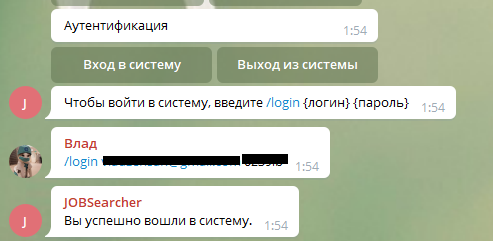 Аутентификация
1:54
Вход в систему Выход из системы
J Чтобы войти в систему, введите /login {логин} {пароль} 1:54
Влад
/login 1:54
JOBSearcher
J Вы успешно вошли в систему. 1:54